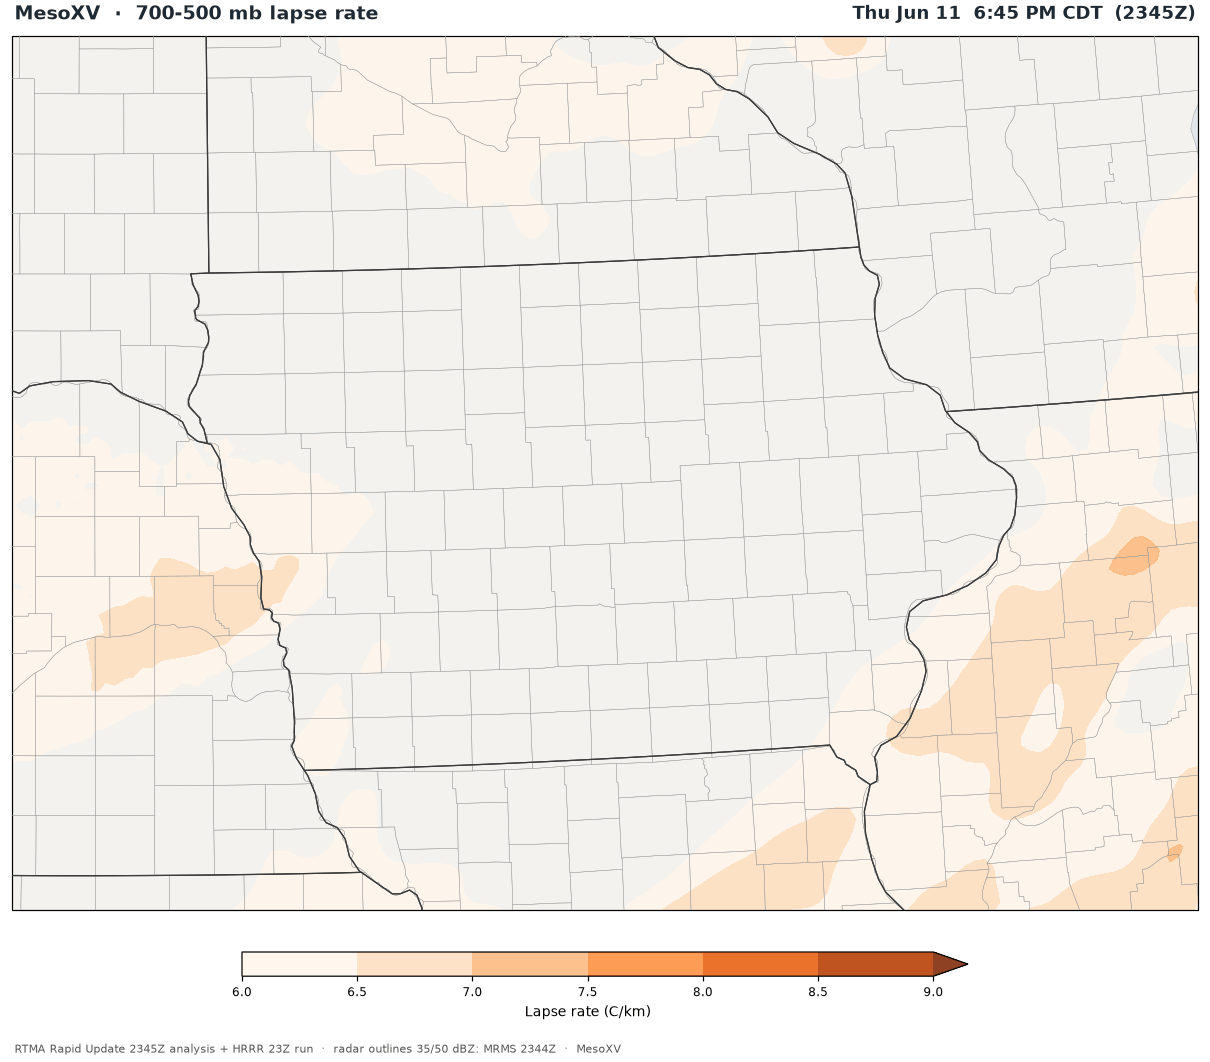 MesoXV · 700-500 mb lapse rate
Thu Jun 11 6:45 PM CDT (2345Z)
6.0 6.5 7.0 7.5 8.0 8.5 9.0
Lapse rate (C/km)
RTMA Rapid Update 2345Z analysis + HRRR 23Z run · radar outlines 35/50 dBZ: MRMS 2344Z · MesoXV